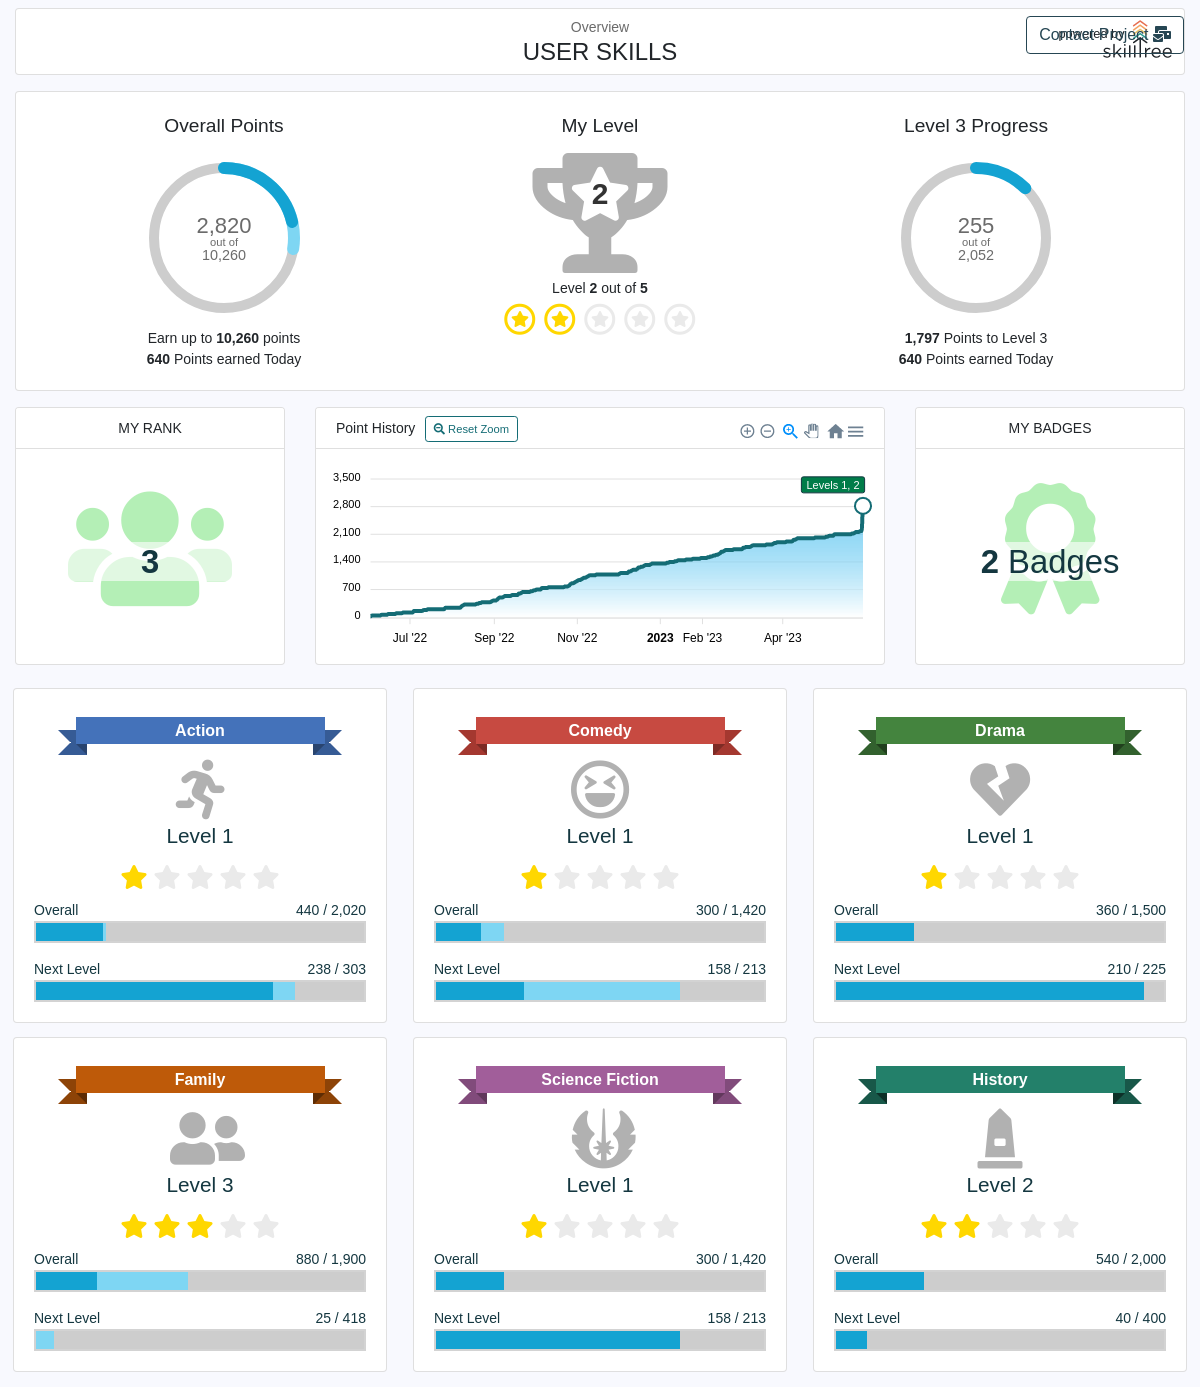 Overview
USER SKILLS
Contact Project
powered by
skilltree
Overall Points
2,820
out of
10,260
Earn up to 10,260 points
640 Points earned Today
My Level
2
Level 2 out of 5
Level 3 Progress
255
out of
2,052
1,797 Points to Level 3
640 Points earned Today
MY RANK
3
Point History
Reset Zoom
Levels 1, 2
3,500
2,800
2,100
1,400
700
0
Jul '22 Sep '22 Nov '22 2023 Feb '23 Apr '23
MY BADGES
2 Badges
Action
Level 1
Overall 440 / 2,020
Next Level 238 / 303
Comedy
Level 1
Overall 300 / 1,420
Next Level 158 / 213
Drama
Level 1
Overall 360 / 1,500
Next Level 210 / 225
Family
Level 3
Overall 880 / 1,900
Next Level 25 / 418
Science Fiction
Level 1
Overall 300 / 1,420
Next Level 158 / 213
History
Level 2
Overall 540 / 2,000
Next Level 40 / 400